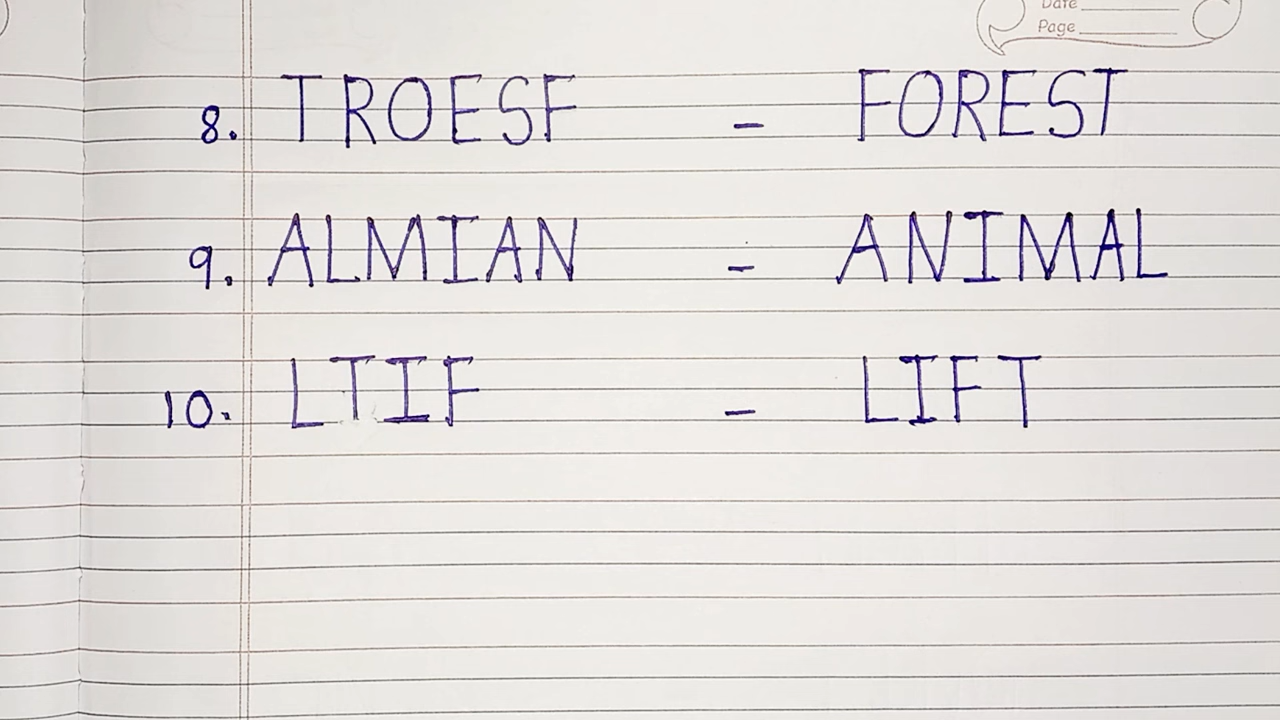 Date
Page
8. TROESF - FOREST
9. ALMIAN - ANIMAL
10. LTIF - LIFT